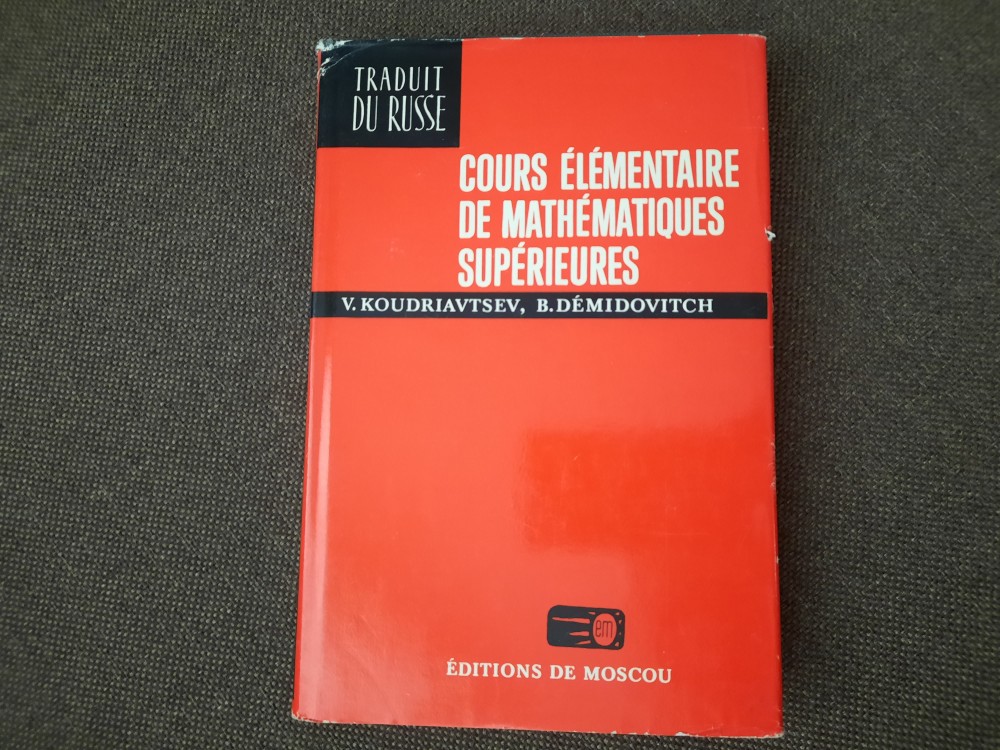 TRADUIT
DU RUSSE
COURS ÉLÉMENTAIRE
DE MATHÉMATIQUES
SUPÉRIEURES
V. KOUDRIAVTSEV, B. DÉMIDOVITCH
em
ÉDITIONS DE MOSCOU